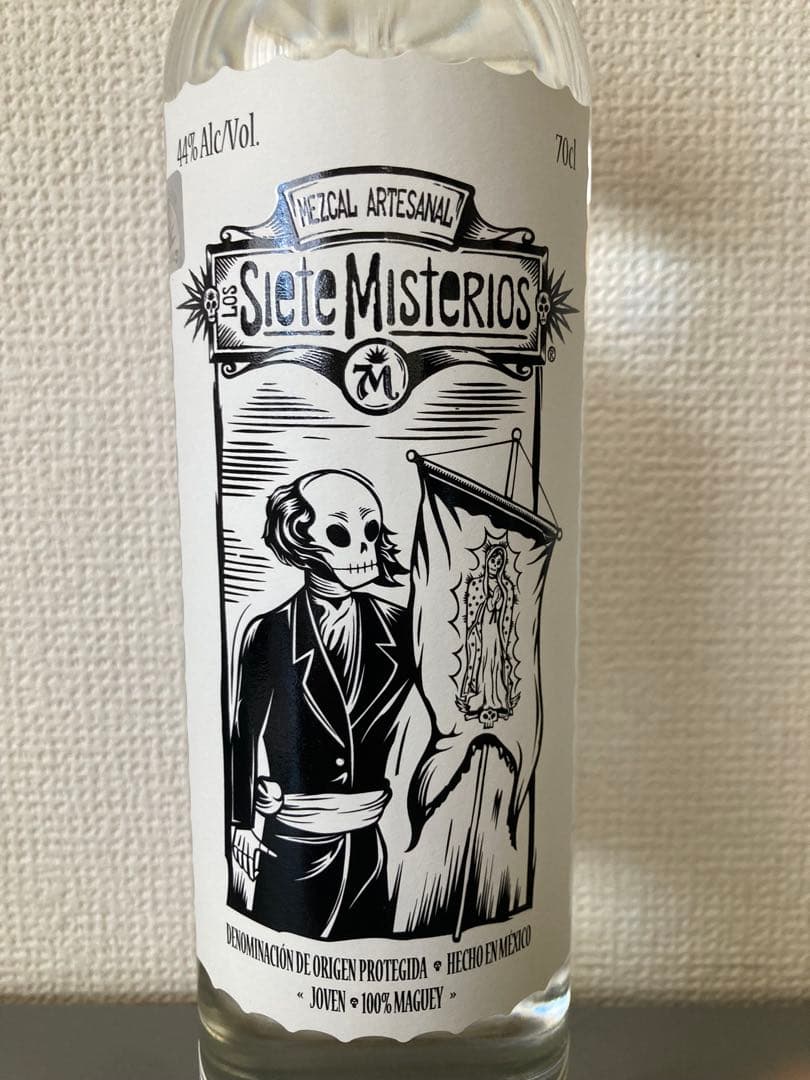 44% Alc/Vol.
70cl
MEZCAL ARTESANAL
LOS SIETE MISTERIOS
®
7M
DENOMINACIÓN DE ORIGEN PROTEGIDA HECHO EN MÉXICO
« JOVEN 100% MAGUEY »